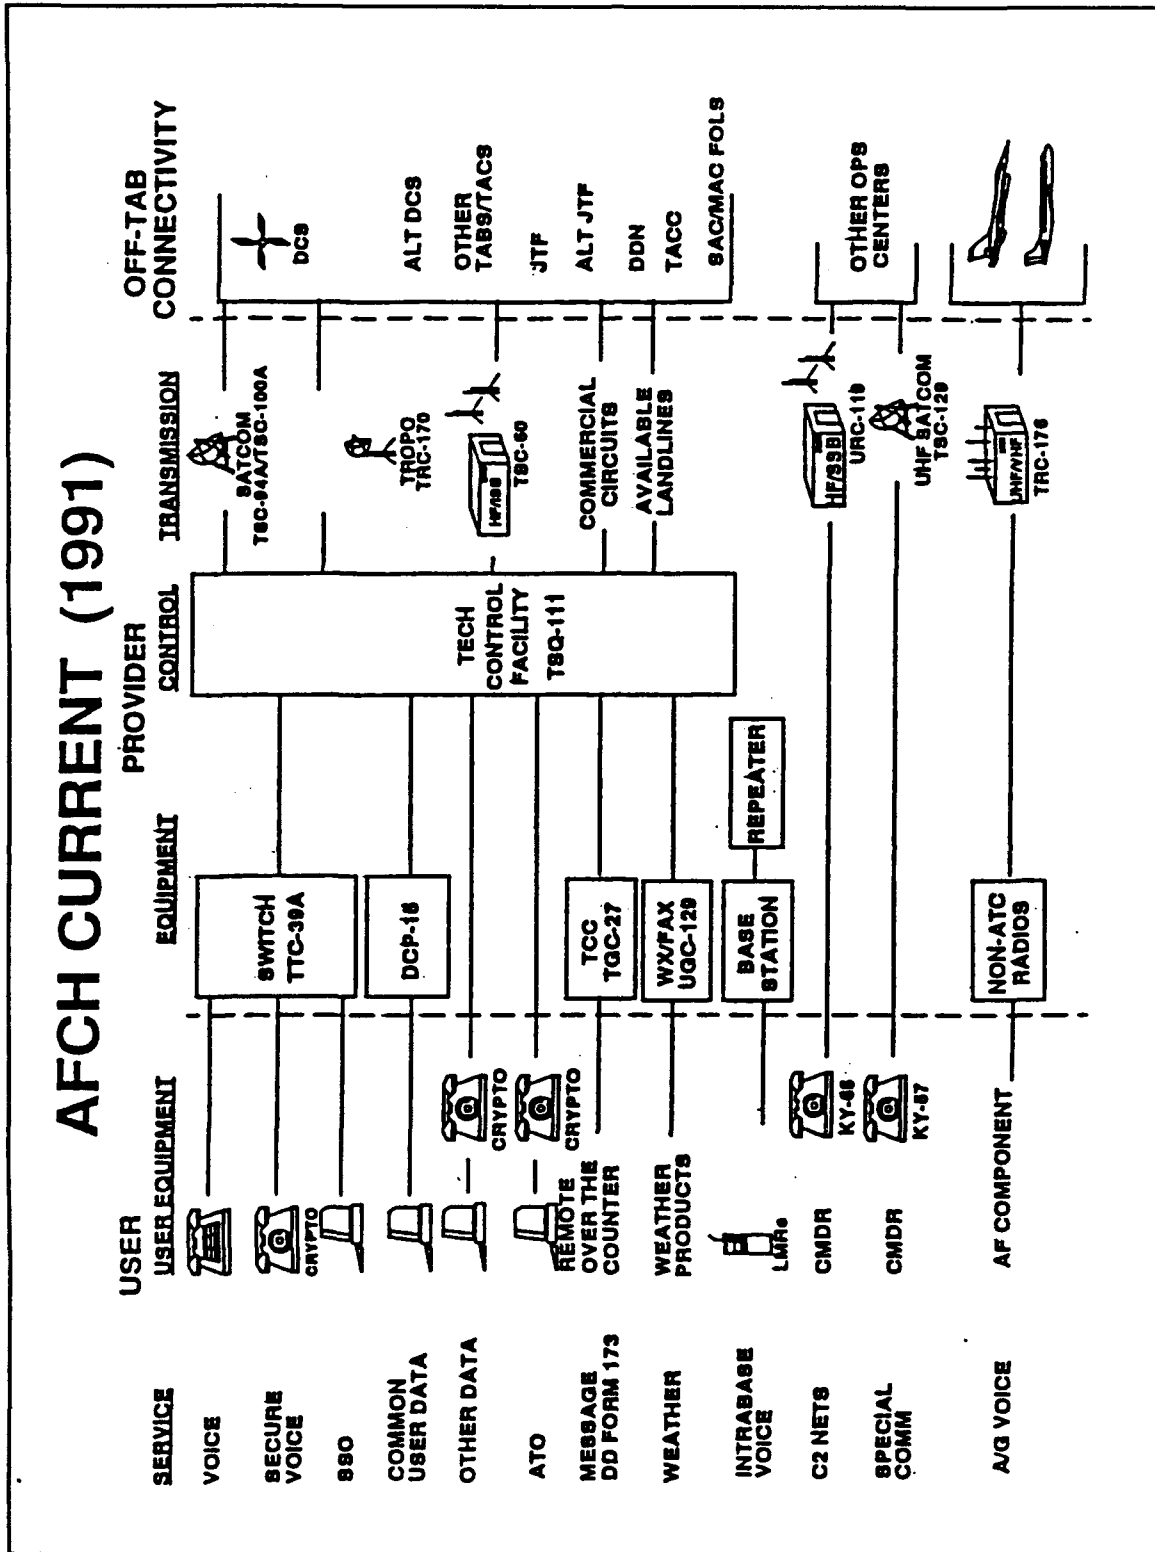 AFCH CURRENT (1991)
USER
PROVIDER
OFF-TAB
CONNECTIVITY
SERVICE
USER EQUIPMENT
EQUIPMENT
CONTROL
TRANSMISSION
VOICE
SECURE
VOICE
CRYPTO
SSO
SWITCH
TTC-39A
COMMON
USER DATA
DCP-16
OTHER DATA
CRYPTO
ATO
CRYPTO
MESSAGE
DD FORM 173
REMOTE
OVER THE
COUNTER
TCC
TGC-27
WEATHER
WEATHER
PRODUCTS
WX/FAX
UGC-129
INTRABASE
VOICE
LMRs
BASE
STATION
REPEATER
C2 NETS
CMDR
KY-65
SPECIAL
COMM
CMDR
KY-57
A/G VOICE
AF COMPONENT
NON-ATC
RADIOS
TECH
CONTROL
FACILITY
TSQ-111
SATCOM
TSC-94A/TSC-100A
TROPO
TRC-170
HF/ISB
TSC-60
COMMERCIAL
CIRCUITS
AVAILABLE
LANDLINES
HF/SSB
URC-119
UHF SATCOM
TSC-129
UHF/VHF
TRC-176
DCS
ALT DCS
OTHER
TABS/TACS
JTF
ALT JTF
DDN
TACC
SAC/MAC FOLS
OTHER OPS
CENTERS